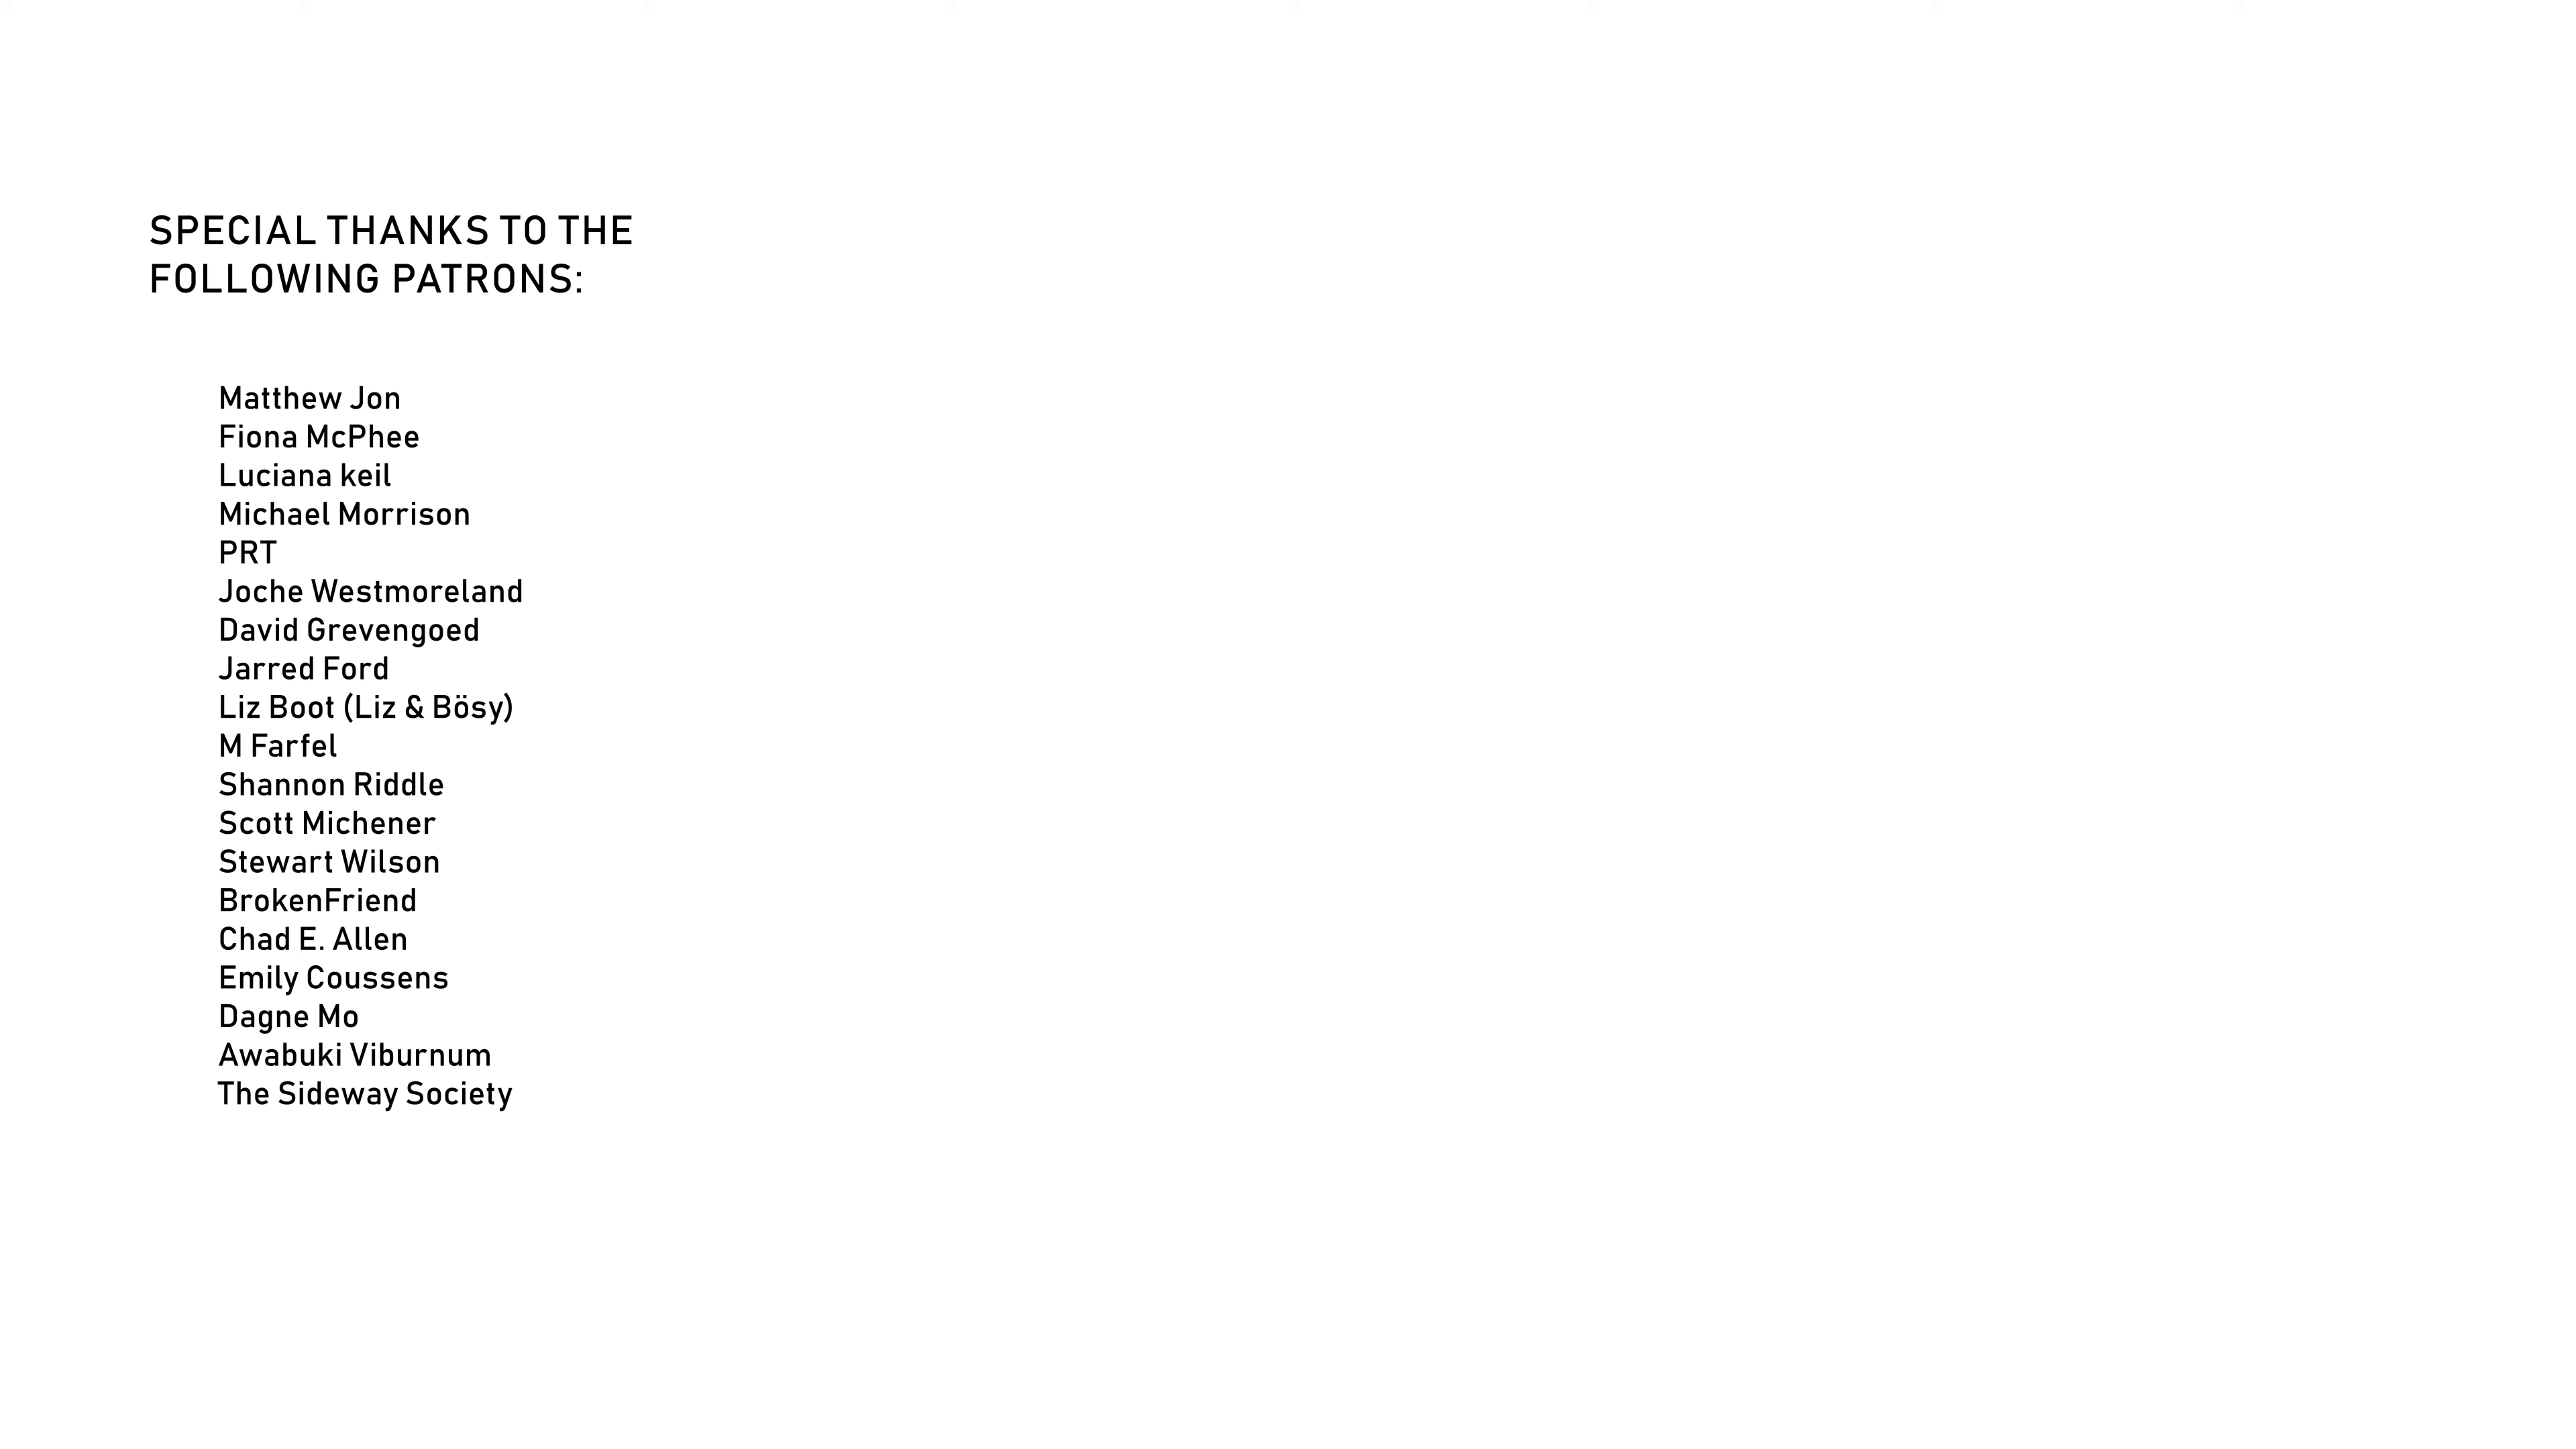 SPECIAL THANKS TO THE
FOLLOWING PATRONS:
Matthew Jon
Fiona McPhee
Luciana keil
Michael Morrison
PRT
Joche Westmoreland
David Grevengoed
Jarred Ford
Liz Boot (Liz & Bösy)
M Farfel
Shannon Riddle
Scott Michener
Stewart Wilson
BrokenFriend
Chad E. Allen
Emily Coussens
Dagne Mo
Awabuki Viburnum
The Sideway Society